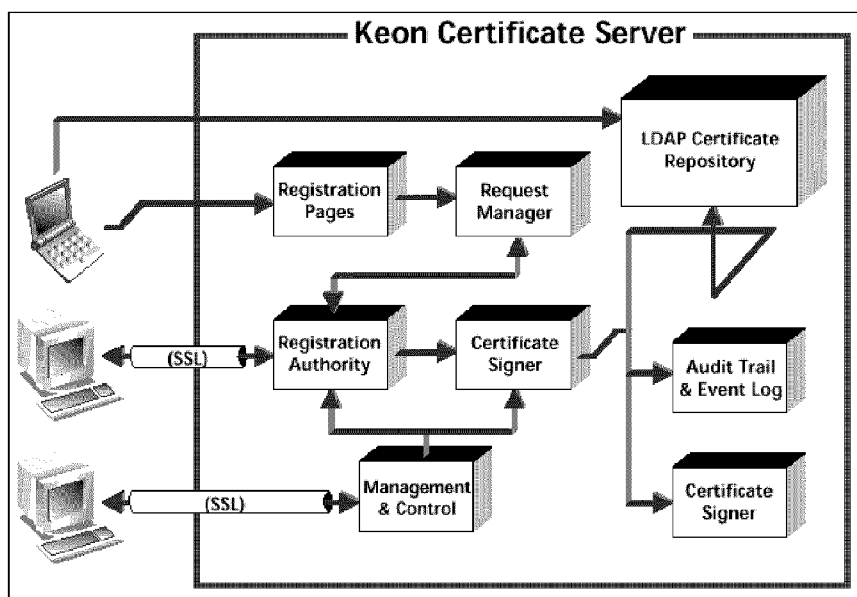 Keon Certificate Server
LDAP Certificate
Repository
Registration
Pages
Request
Manager
(SSL)
Registration
Authority
Certificate
Signer
Audit Trail
& Event Log
(SSL)
Management
& Control
Certificate
Signer